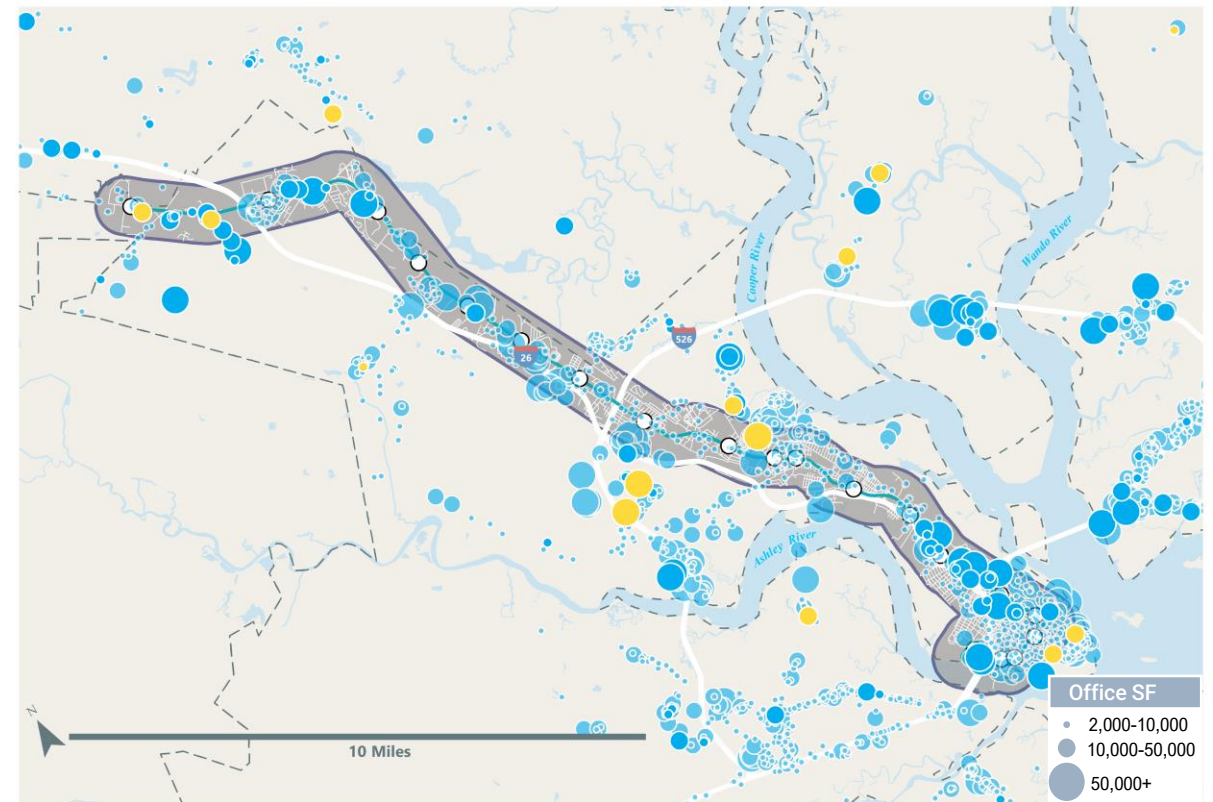 Cooper River
Wando River
526
26
Ashley River
N
10 Miles
Office SF
2,000-10,000
10,000-50,000
50,000+